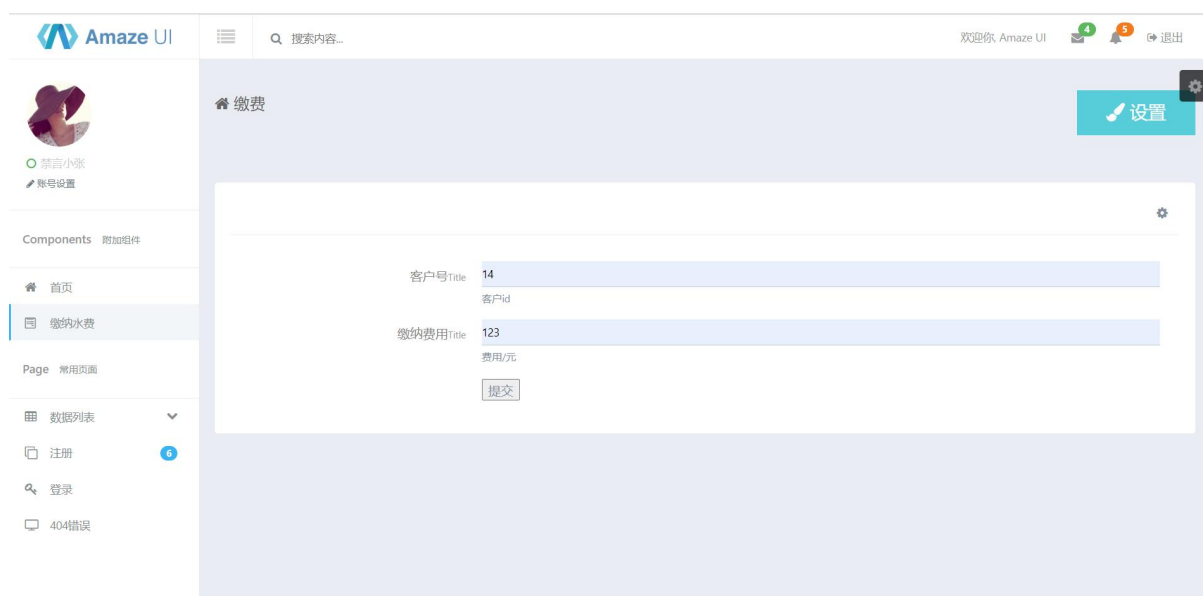 Amaze UI
搜索内容...
欢迎你, Amaze UI
4
5
退出
禁言小张
账号设置
缴费
设置
Components 附加组件
首页
缴纳水费
Page 常用页面
数据列表
注册 6
登录
404错误
客户号Title 14
客户id
缴纳费用Title 123
费用/元
提交